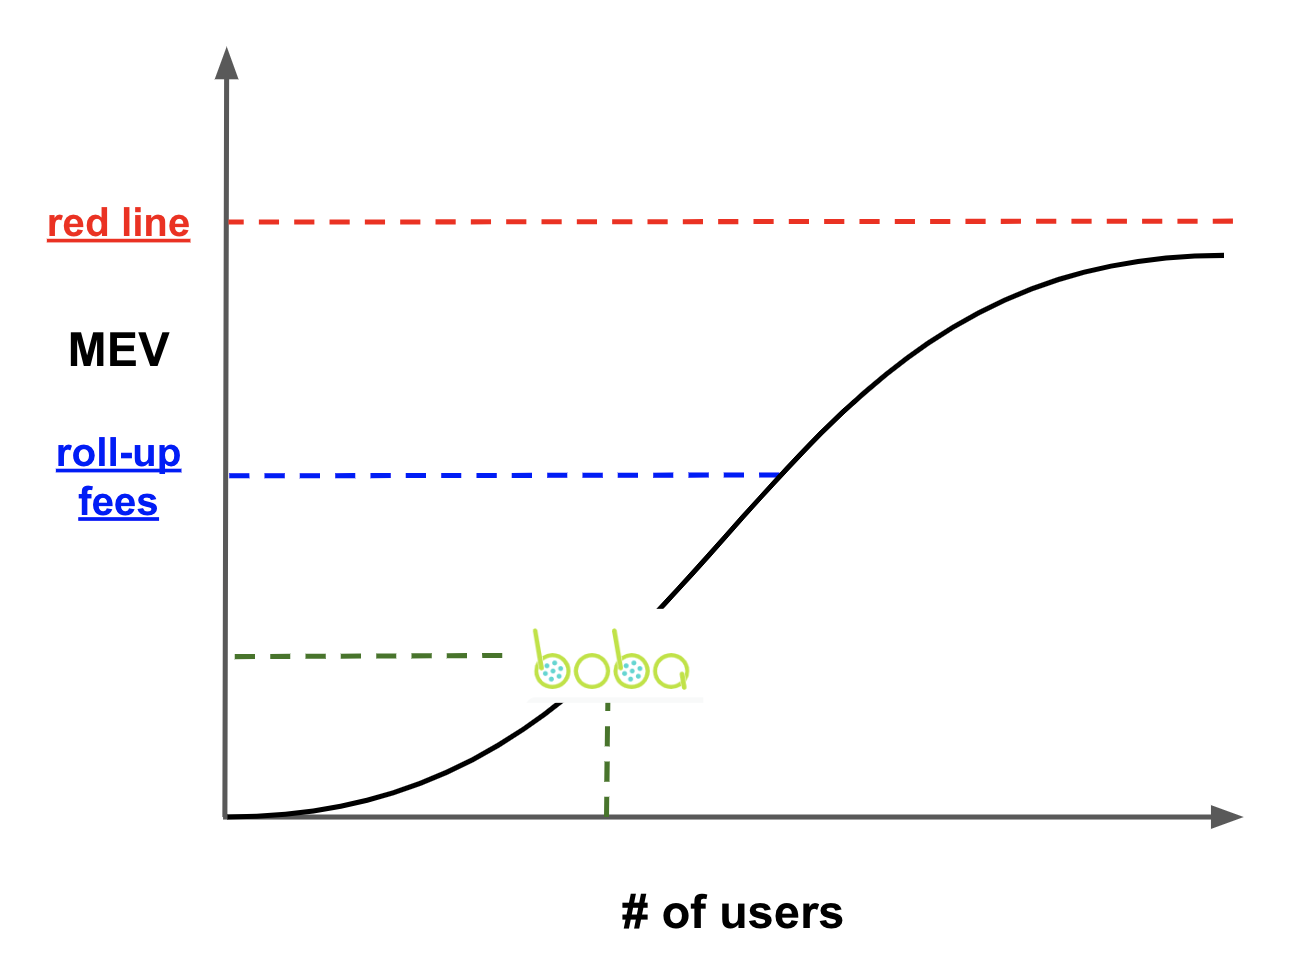 red line
MEV
roll-up
fees
boba
# of users